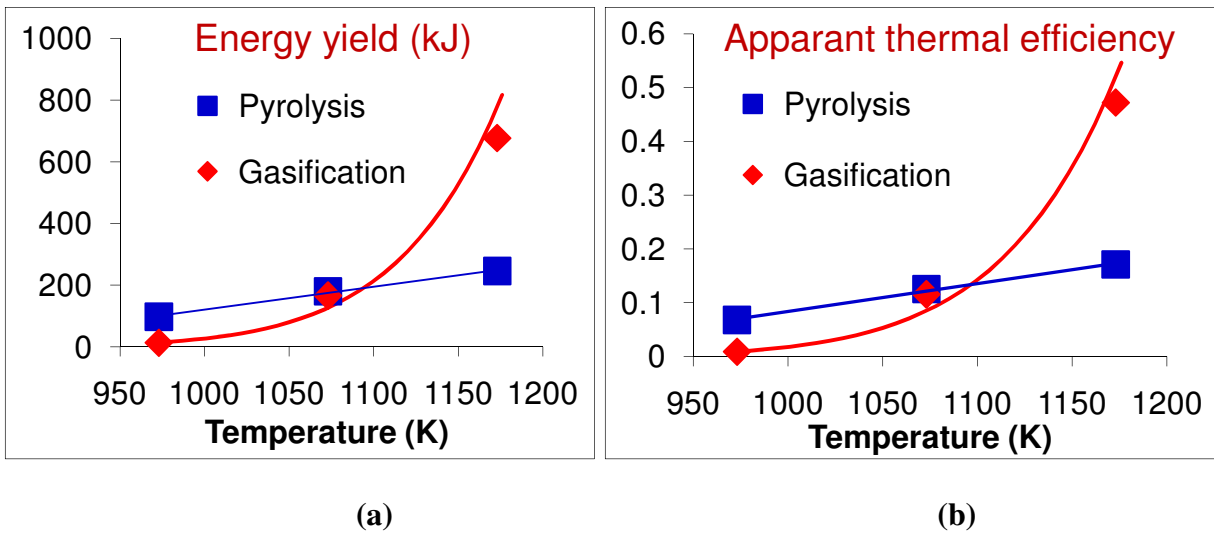 Energy yield (kJ)
1000
800
600
400
200
0
Pyrolysis
Gasification
950 1000 1050 1100 1150 1200
Temperature (K)
(a)
Apparant thermal efficiency
0.6
0.5
0.4
0.3
0.2
0.1
0
Pyrolysis
Gasification
950 1000 1050 1100 1150 1200
Temperature (K)
(b)